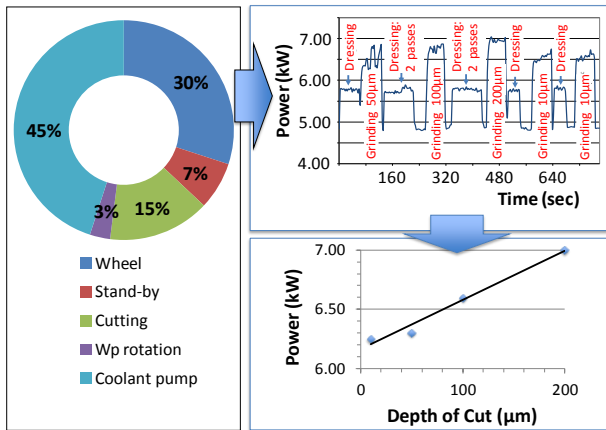 30%
7%
15%
3%
45%
Wheel
Stand-by
Cutting
Wp rotation
Coolant pump
Power (kW)
7.00
6.00
5.00
4.00
Dressing
Grinding 50µm
Dressing: 2 passes
Grinding 100µm
Dressing: 2 passes
Grinding 200µm
Dressing
Grinding 10µm
Dressing
Grinding 10µm
160
320
480
640
Time (sec)
Power (kW)
7.00
6.50
6.00
0
100
200
Depth of Cut (µm)